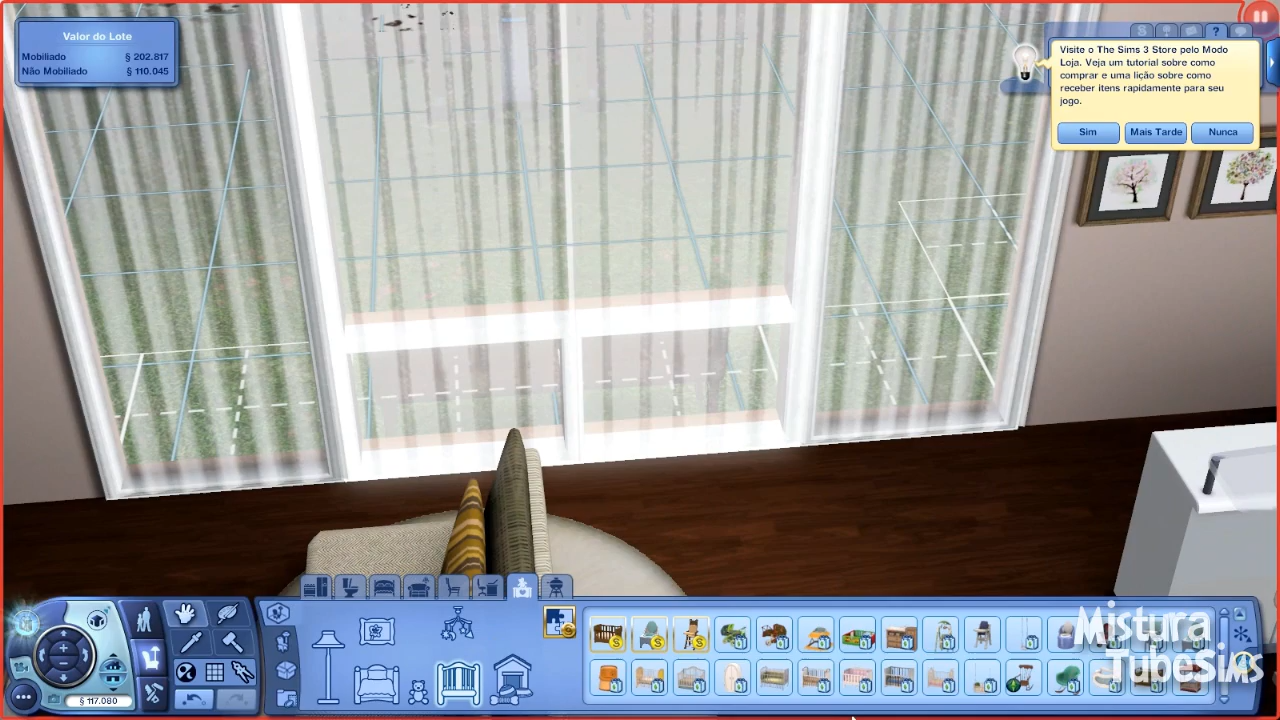 Valor do Lote
Mobiliado § 202.817
Não Mobiliado § 110.045
Visite o The Sims 3 Store pelo Modo
Loja. Veja um tutorial sobre como
comprar e uma lição sobre como
receber itens rapidamente para seu
jogo.
Sim Mais Tarde Nunca
§ 117.080
Mistura
TubeSims